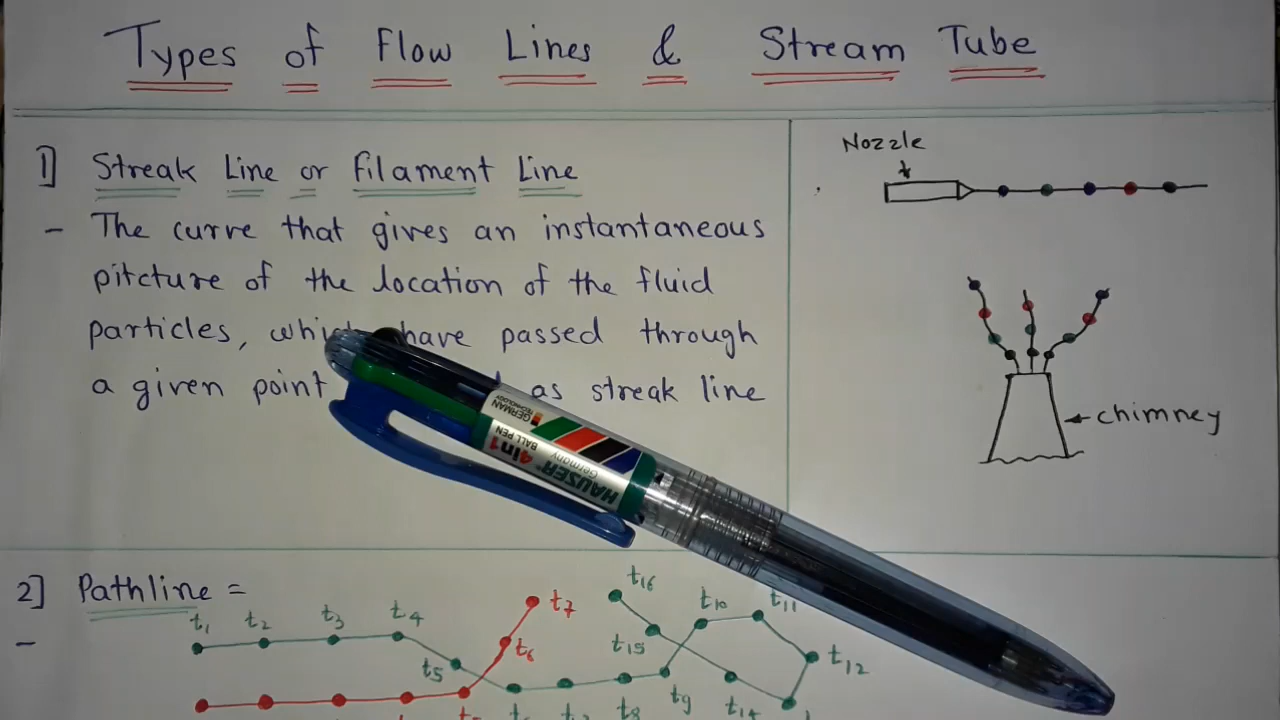 Types of Flow Lines & Stream Tube
1] Streak Line or Filament Line
- The curve that gives an instantaneous
pitcture of the location of the fluid
particles, which have passed through
a given point as streak line
Nozzle
chimney
GERMAN
TECHNOLOGY
BALL PEN
4in1
Germany
HAUSER
2] Pathline =
-
t1 t2 t3 t4 t5
t6 t7
t8 t9 t10 t11 t12
t14 t15 t16